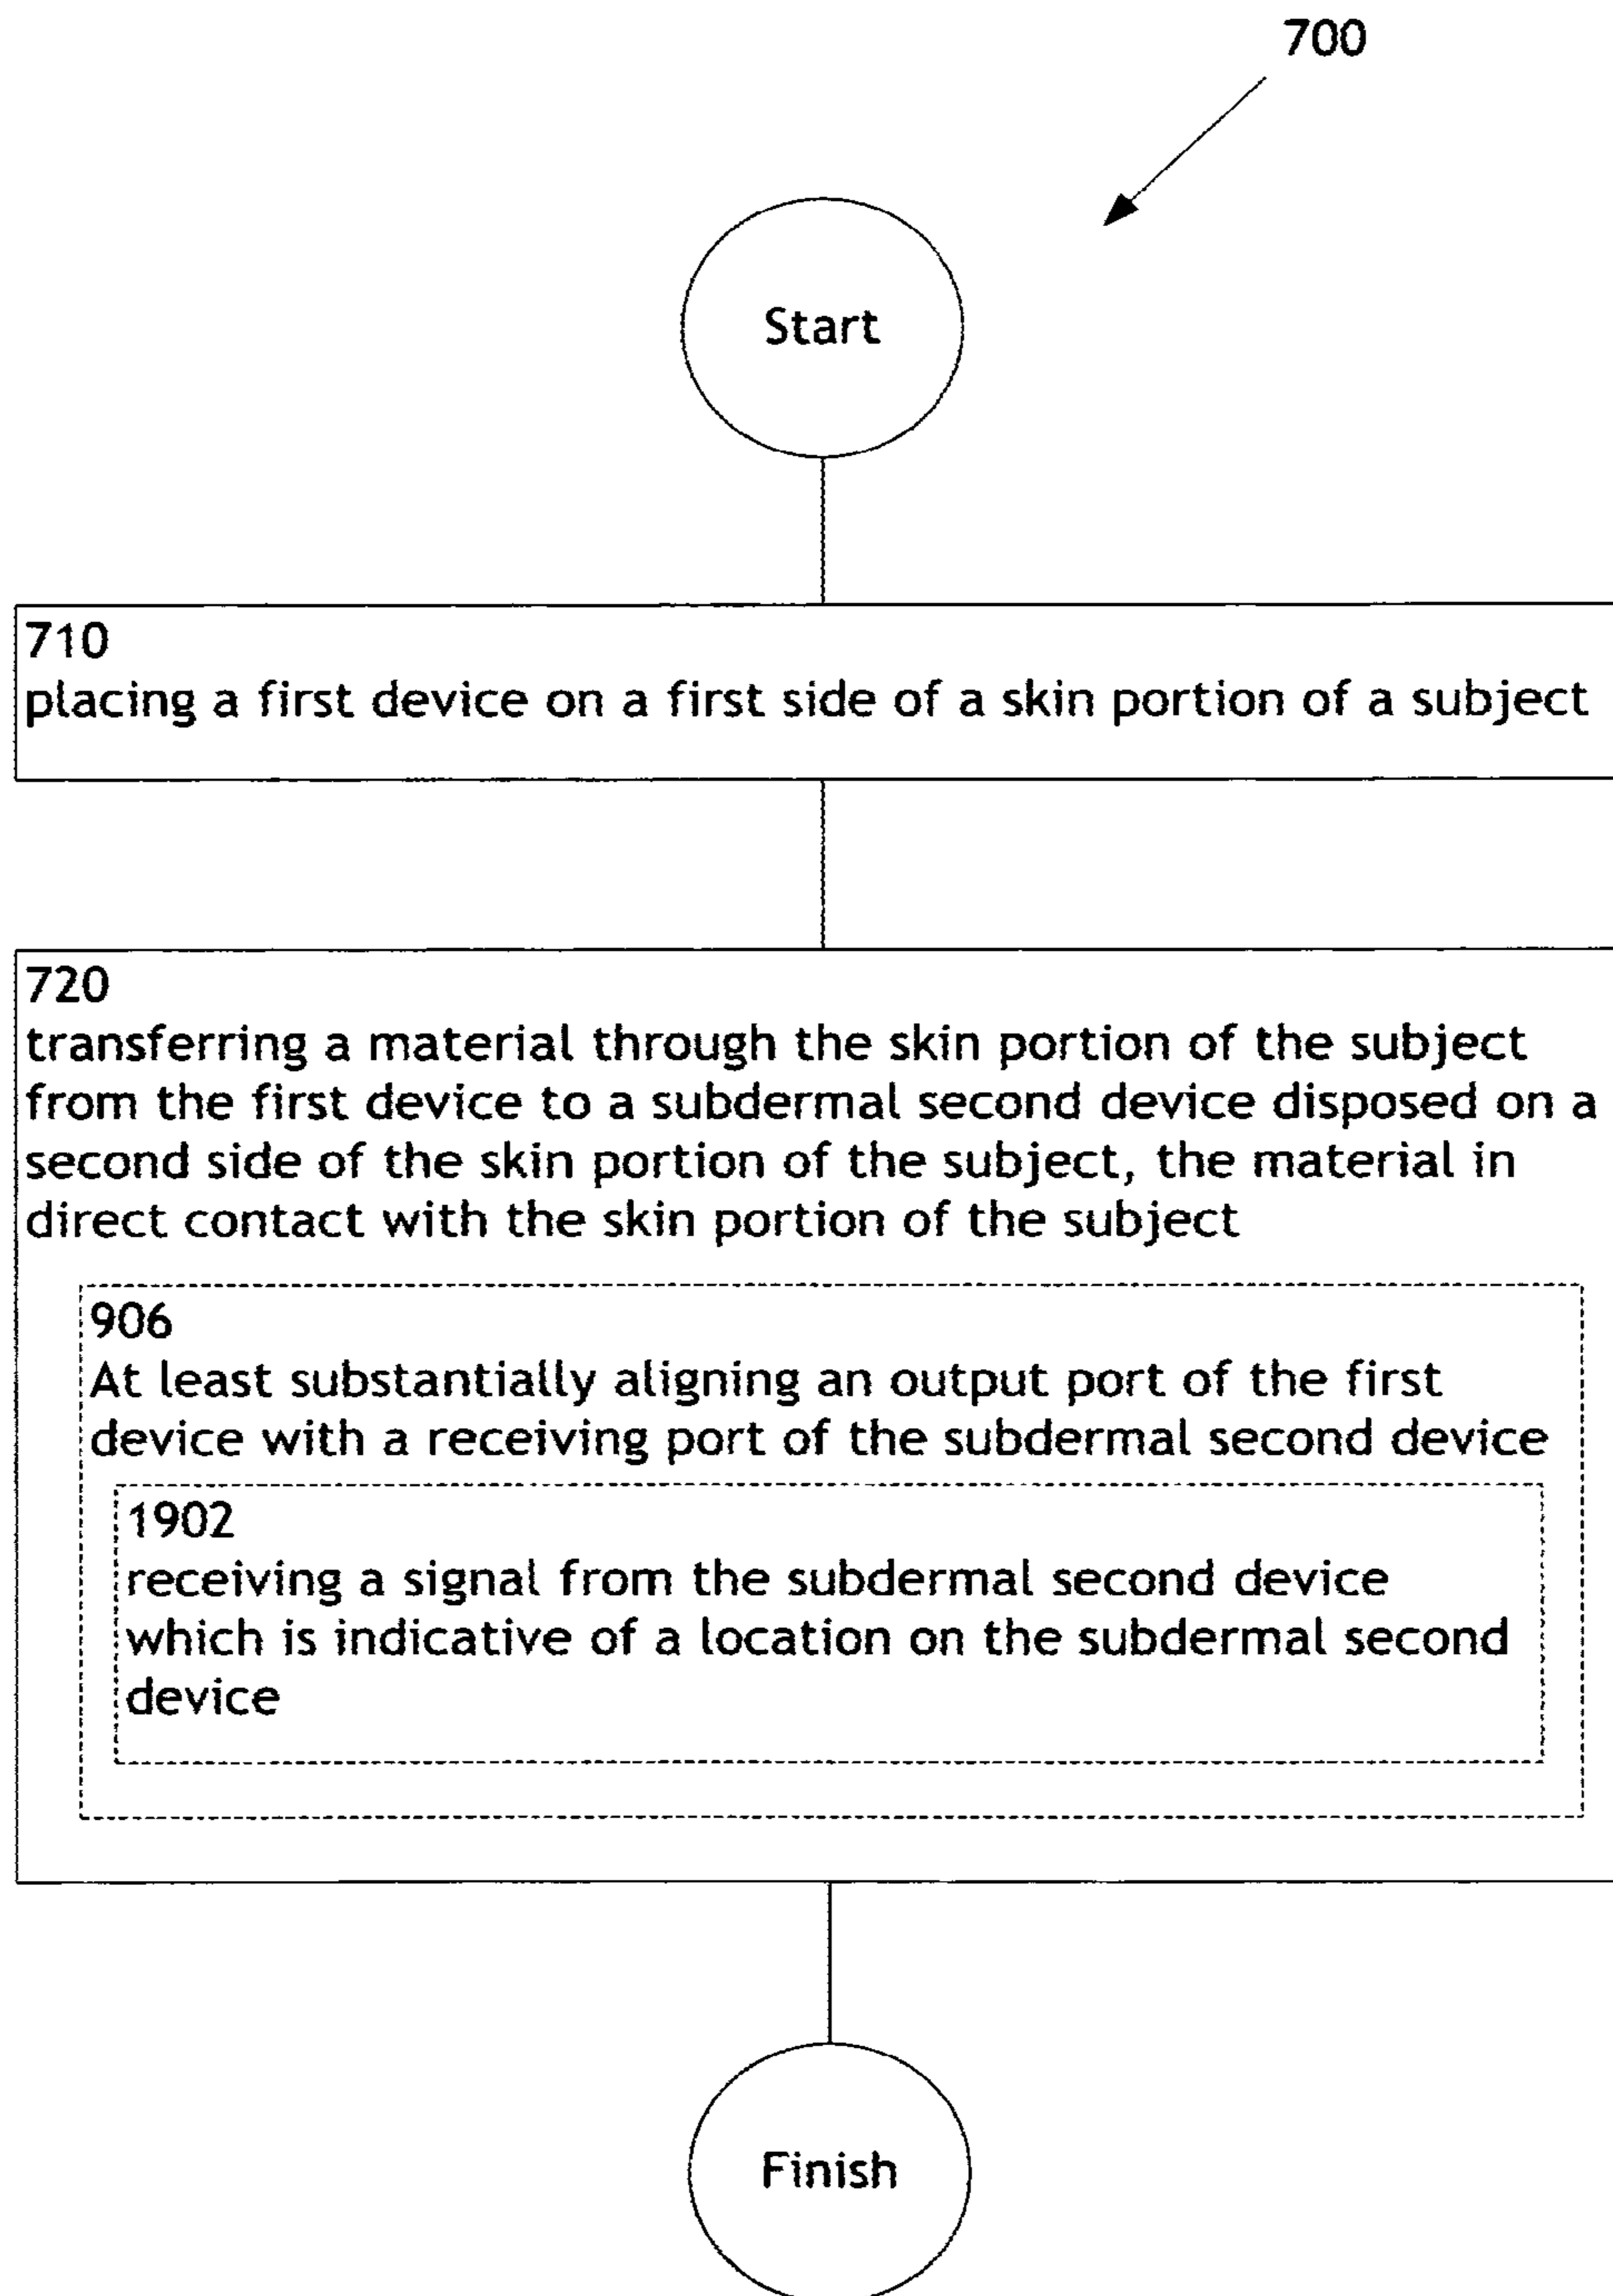 700
Start
710
placing a first device on a first side of a skin portion of a subject
720
transferring a material through the skin portion of the subject
from the first device to a subdermal second device disposed on a
second side of the skin portion of the subject, the material in
direct contact with the skin portion of the subject
906
At least substantially aligning an output port of the first
device with a receiving port of the subdermal second device
1902
receiving a signal from the subdermal second device
which is indicative of a location on the subdermal second
device
Finish